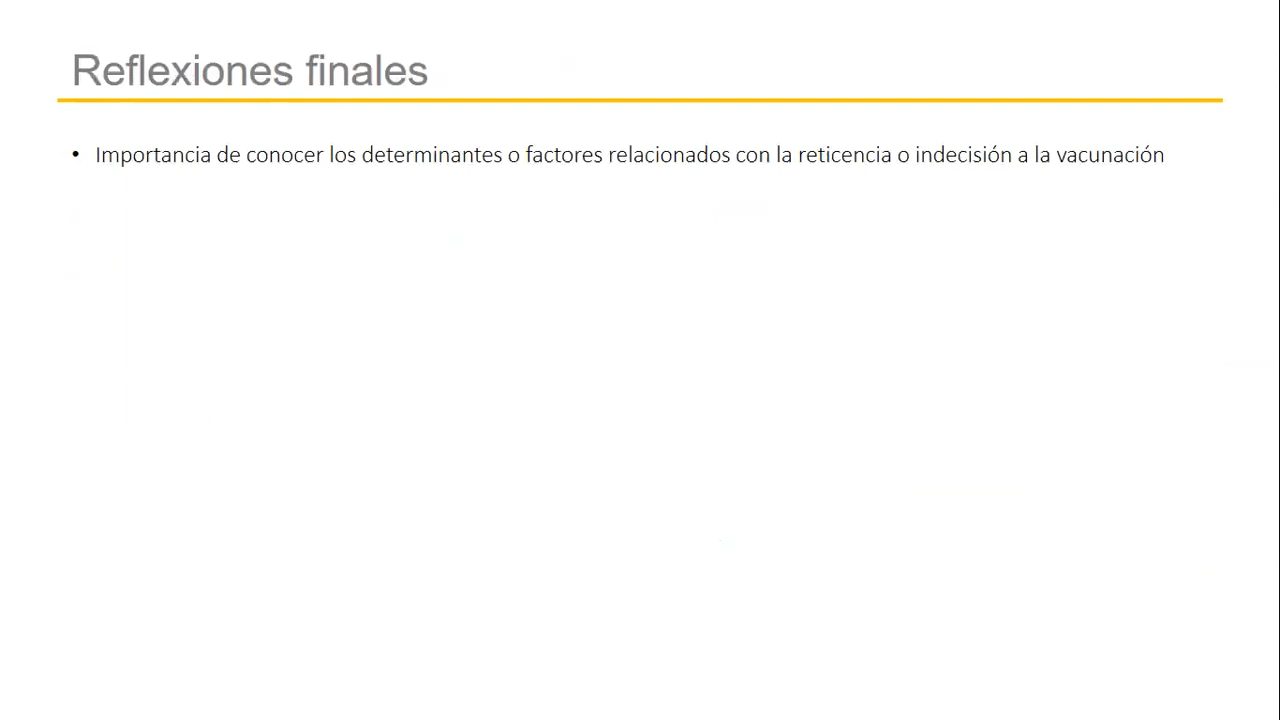 Reflexiones finales
• Importancia de conocer los determinantes o factores relacionados con la reticencia o indecisión a la vacunación